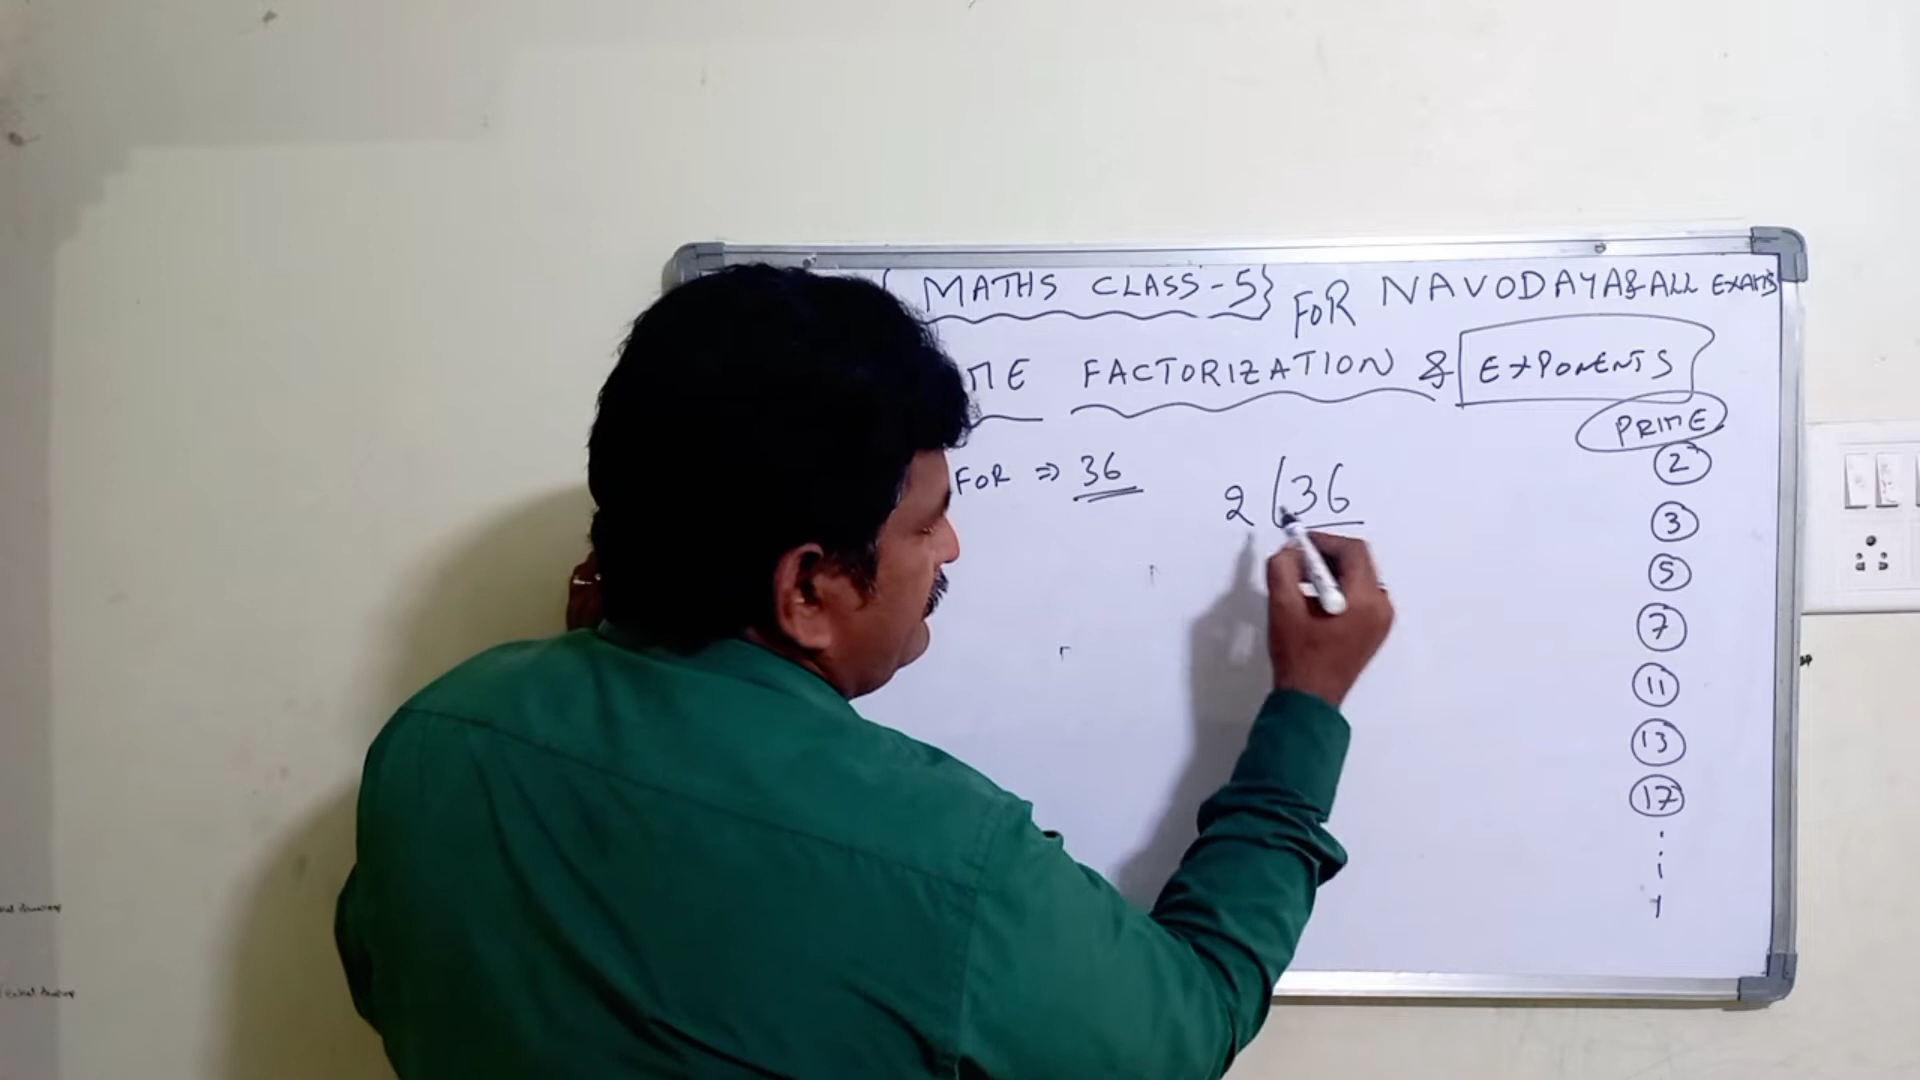 { MATHS CLASS-5} FOR NAVODAYA & ALL EXAMS
ME FACTORIZATION & EXPONENTS
PRIME
FOR ⇒ 36
2 (36
2
3
5
7
11
13
17